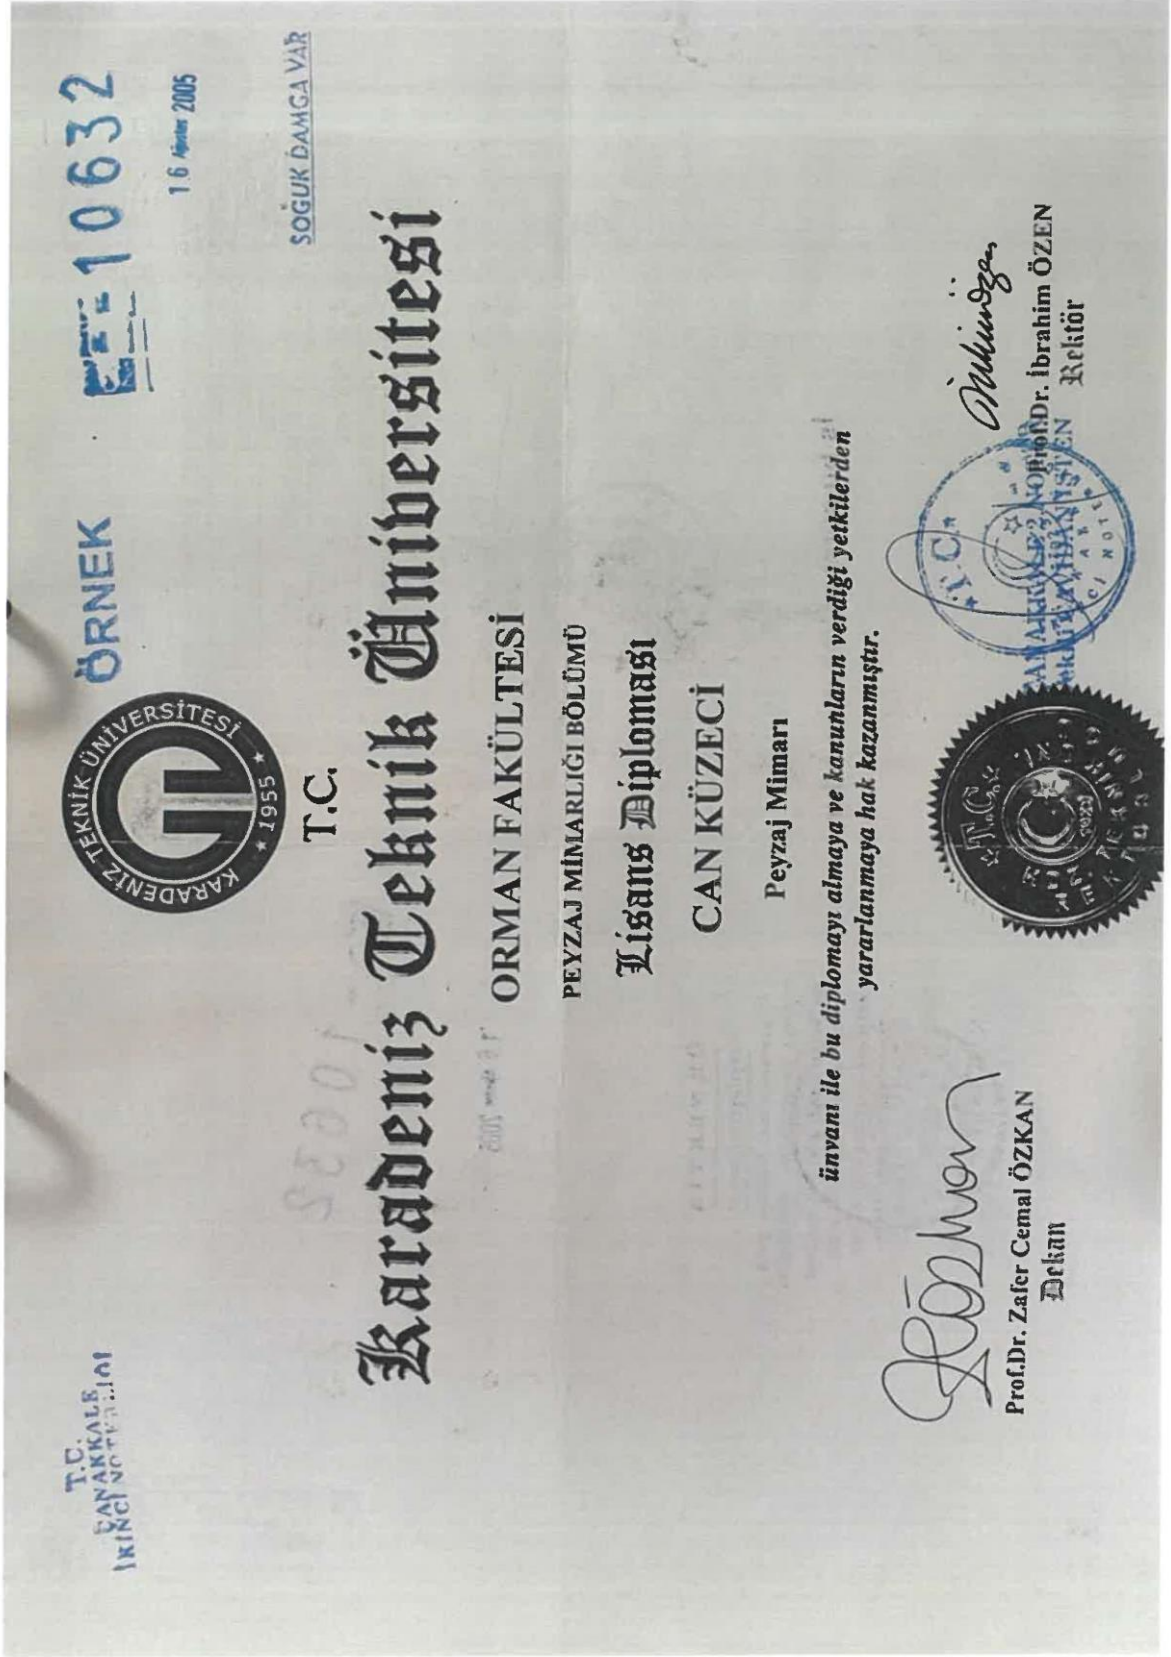 T.C.
ÇANAKKALE
İKİNCİ
ÖRNEK
10632
16 Ağustos 2005
SOĞUK DAMGA VAR
KARADENİZ TEKNİK ÜNİVERSİTESİ
★ 1955 ★
T.C.
Karadeniz Teknik Üniversitesi
ORMAN FAKÜLTESİ
PEYZAJ MİMARLIĞI BÖLÜMÜ
Lisans Diploması
CAN KÜZECİ
Peyzaj Mimarı
ünvanı ile bu diplomayı almaya ve kanunların verdiği yetkilerden
yararlanmaya hak kazanmıştır.
Prof.Dr. Zafer Cemal ÖZKAN
Dekan
T.C.
T.C.
Prof.Dr. İbrahim ÖZEN
Rektör